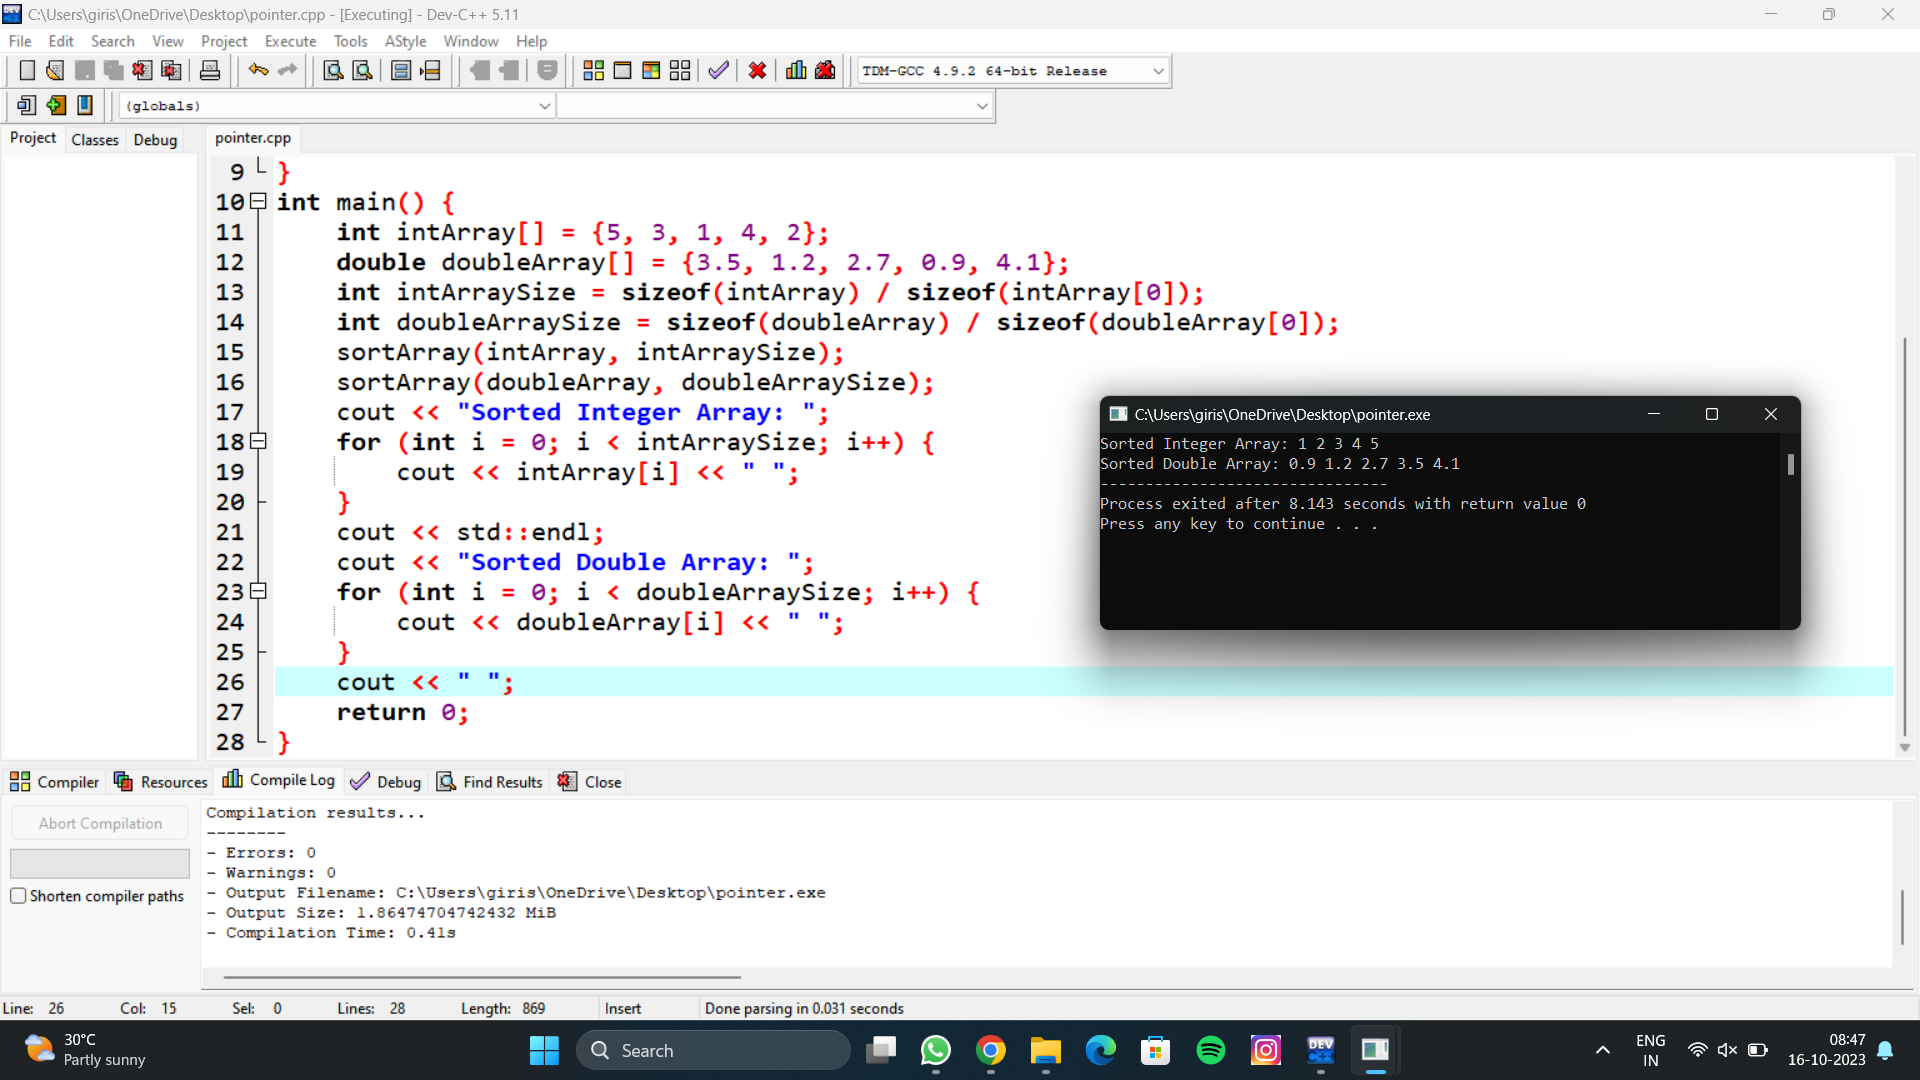 C:\Users\giris\OneDrive\Desktop\pointer.cpp - [Executing] - Dev-C++ 5.11
File Edit Search View Project Execute Tools AStyle Window Help
TDM-GCC 4.9.2 64-bit Release
(globals)
Project Classes Debug
pointer.cpp
9 }
10 int main() {
11 int intArray[] = {5, 3, 1, 4, 2};
12 double doubleArray[] = {3.5, 1.2, 2.7, 0.9, 4.1};
13 int intArraySize = sizeof(intArray) / sizeof(intArray[0]);
14 int doubleArraySize = sizeof(doubleArray) / sizeof(doubleArray[0]);
15 sortArray(intArray, intArraySize);
16 sortArray(doubleArray, doubleArraySize);
17 cout << "Sorted Integer Array: ";
18 for (int i = 0; i < intArraySize; i++) {
19 cout << intArray[i] << " ";
20 }
21 cout << std::endl;
22 cout << "Sorted Double Array: ";
23 for (int i = 0; i < doubleArraySize; i++) {
24 cout << doubleArray[i] << " ";
25 }
26 cout << " ";
27 return 0;
28 }
C:\Users\giris\OneDrive\Desktop\pointer.exe
Sorted Integer Array: 1 2 3 4 5
Sorted Double Array: 0.9 1.2 2.7 3.5 4.1
--------------------------------
Process exited after 8.143 seconds with return value 0
Press any key to continue . . .
Compiler Resources Compile Log Debug Find Results Close
Abort Compilation
Shorten compiler paths
Compilation results...
--------
- Errors: 0
- Warnings: 0
- Output Filename: C:\Users\giris\OneDrive\Desktop\pointer.exe
- Output Size: 1.86474704742432 MiB
- Compilation Time: 0.41s
Line: 26 Col: 15 Sel: 0 Lines: 28 Length: 869 Insert Done parsing in 0.031 seconds
30°C
Partly sunny
Search
DEV
ENG
IN
08:47
16-10-2023